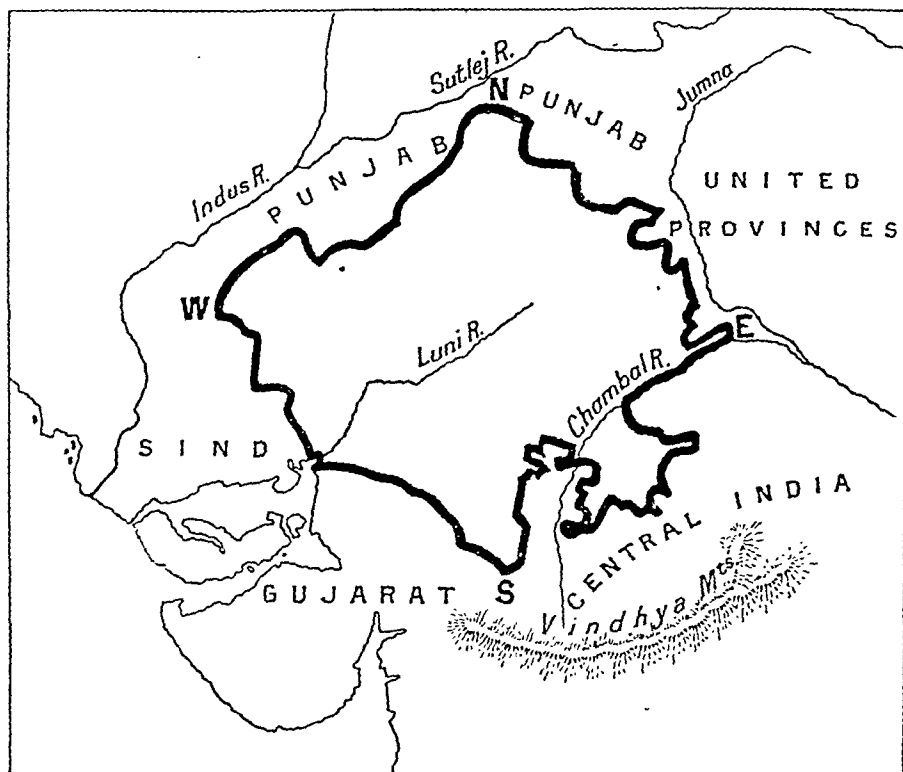 Sutlej R.
N
PUNJAB
Jumna
Indus R.
PUNJAB
UNITED
PROVINCES
W
E
Luni R.
Chambal R.
SIND
CENTRAL INDIA
GUJARAT
S
Vindhya Mts.